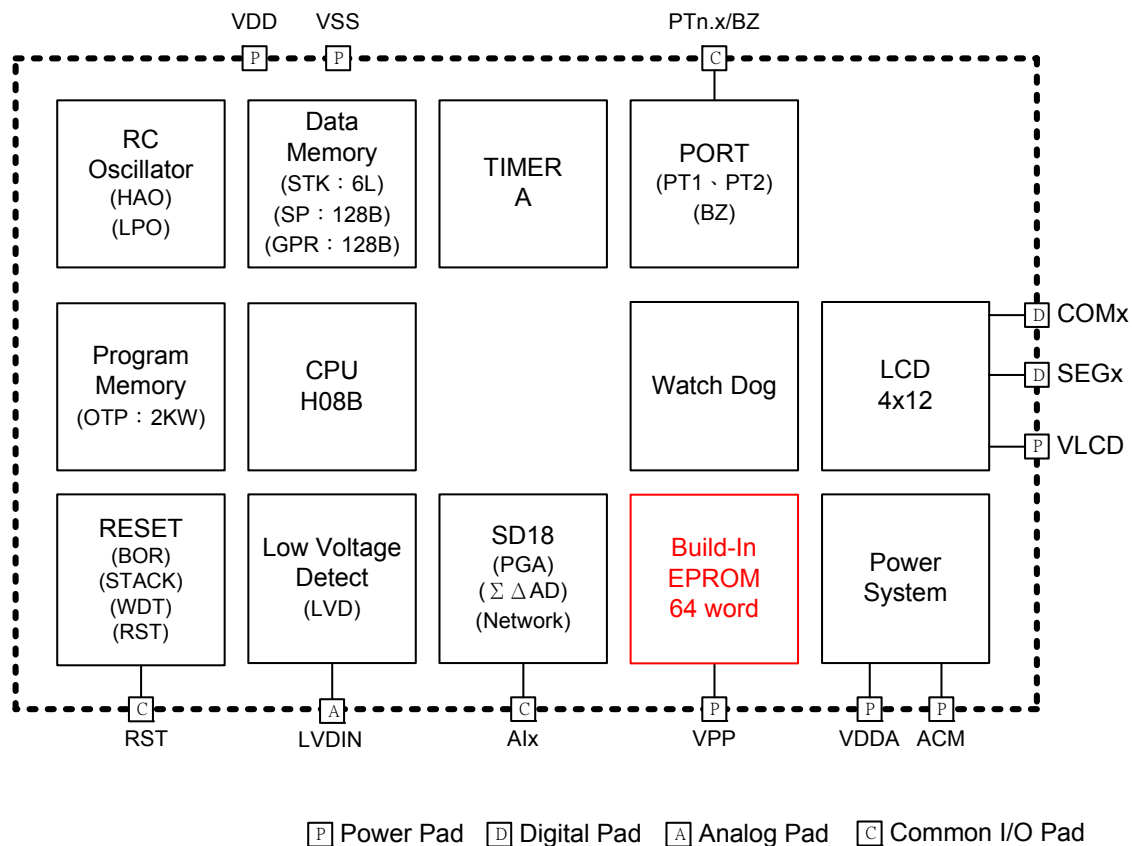 VDD
VSS
PTn.x/BZ
P
P
C
RC
Oscillator
(HAO)
(LPO)
Data
Memory
(STK：6L)
(SP：128B)
(GPR：128B)
TIMER
A
PORT
(PT1、PT2)
(BZ)
Program
Memory
(OTP：2KW)
CPU
H08B
Watch Dog
LCD
4x12
D COMx
D SEGx
P VLCD
RESET
(BOR)
(STACK)
(WDT)
(RST)
Low Voltage
Detect
(LVD)
SD18
(PGA)
(ΣΔAD)
(Network)
Build-In
EPROM
64 word
Power
System
C
A
C
P
P
P
RST
LVDIN
AIx
VPP
VDDA
ACM
P Power Pad
D Digital Pad
A Analog Pad
C Common I/O Pad